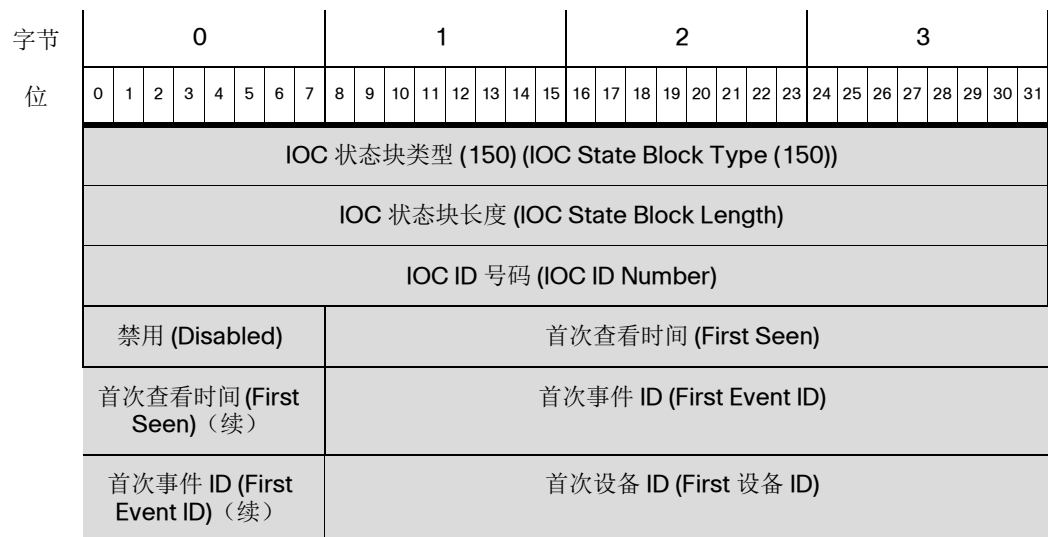 字节 0 1 2 3
位 0 1 2 3 4 5 6 7 8 9 10 11 12 13 14 15 16 17 18 19 20 21 22 23 24 25 26 27 28 29 30 31
IOC 状态块类型 (150) (IOC State Block Type (150))
IOC 状态块长度 (IOC State Block Length)
IOC ID 号码 (IOC ID Number)
禁用 (Disabled) 首次查看时间 (First Seen)
首次查看时间 (First
Seen)（续）
首次事件 ID (First Event ID)
首次事件 ID (First
Event ID)（续）
首次设备 ID (First 设备 ID)